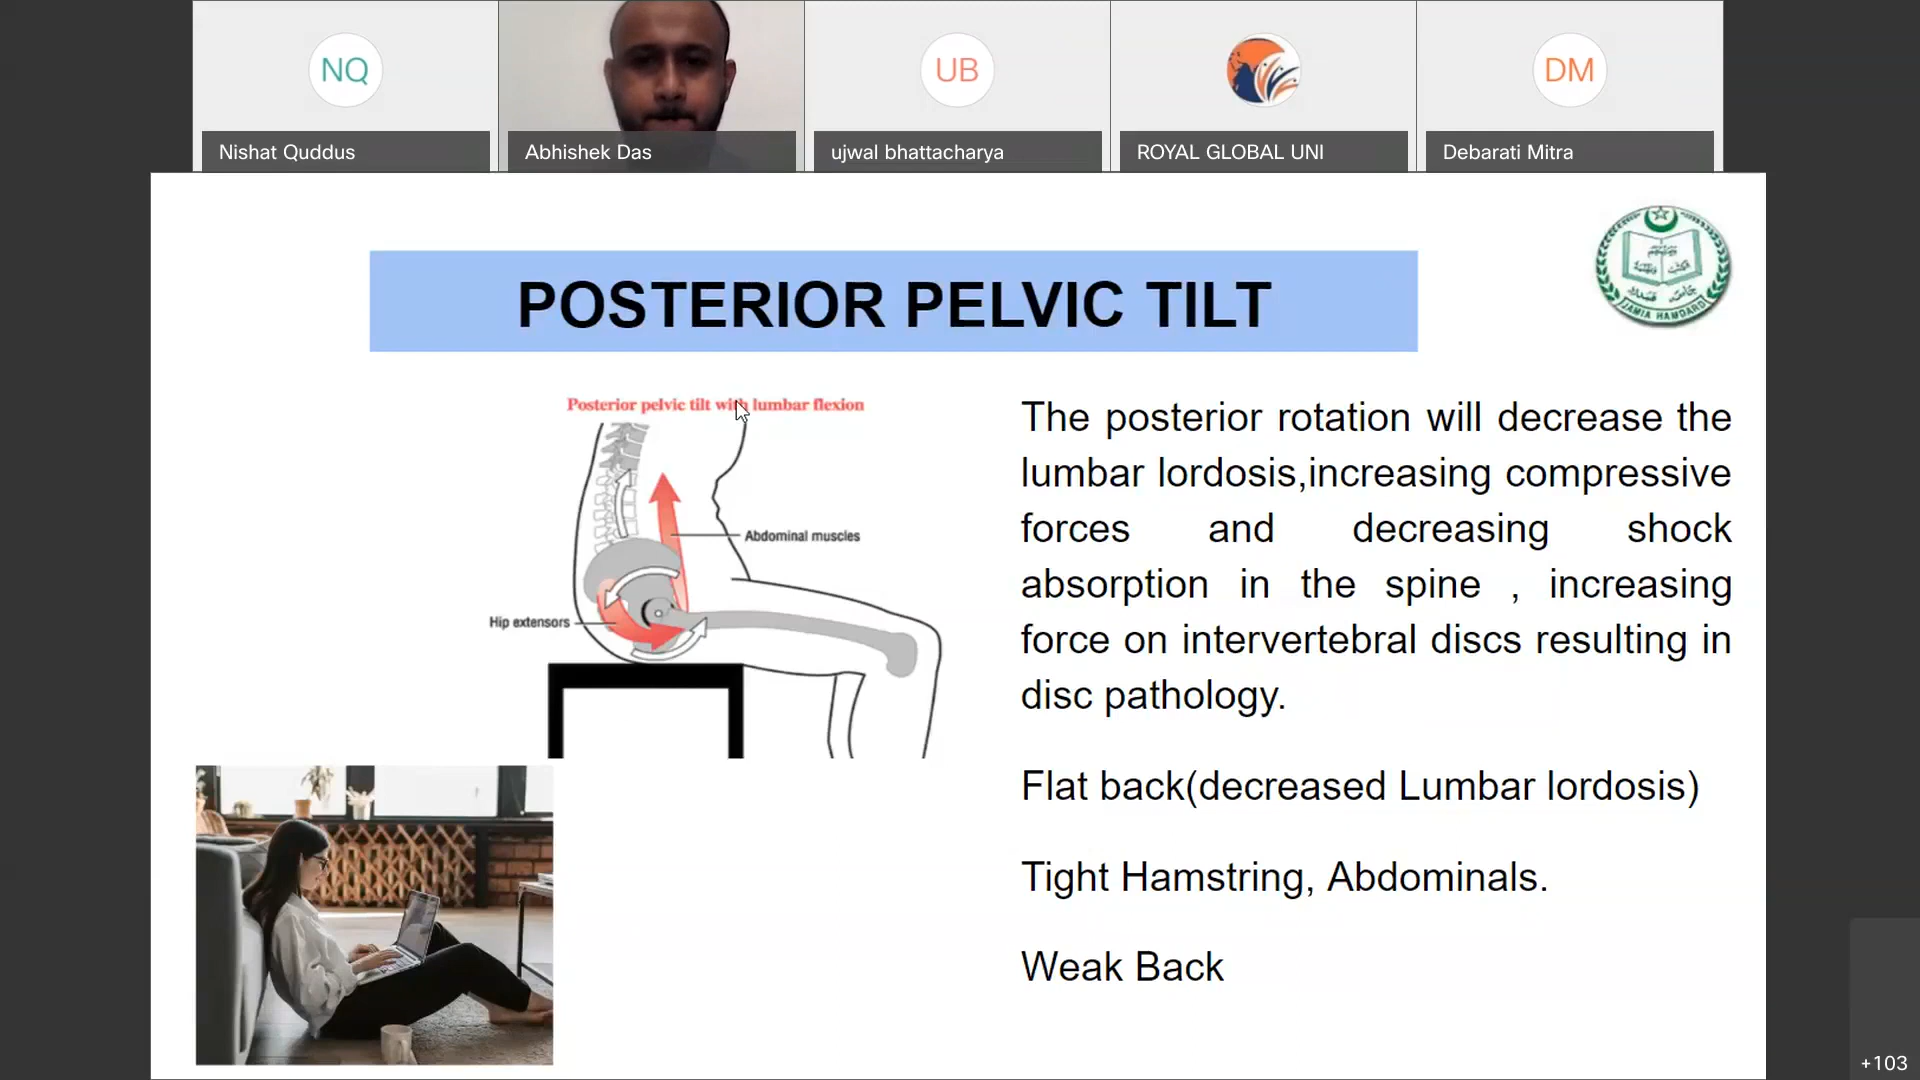 NQ
UB
DM
Nishat Quddus
Abhishek Das
ujwal bhattacharya
ROYAL GLOBAL UNI
Debarati Mitra
JAMIA HAMDARD
POSTERIOR PELVIC TILT
Posterior pelvic tilt with lumbar flexion
Abdominal muscles
Hip extensors
The posterior rotation will decrease the
lumbar lordosis,increasing compressive
forces and decreasing shock
absorption in the spine , increasing
force on intervertebral discs resulting in
disc pathology.
Flat back(decreased Lumbar lordosis)
Tight Hamstring, Abdominals.
Weak Back
+103